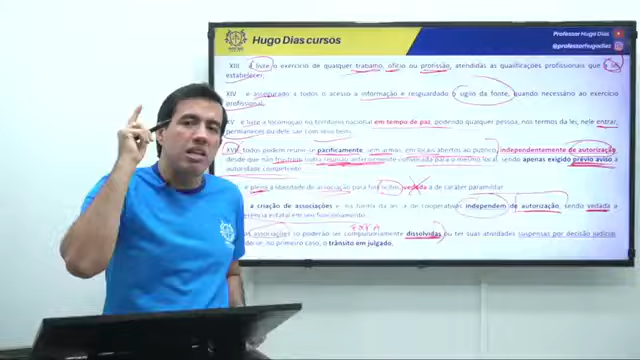 Hugo Dias cursos
Professor Hugo Dias
@professorhugodias
XIII é livre o exercício de qualquer trabalho, ofício ou profissão, atendidas as qualificações profissionais que a lei
estabelecer;
XIV é assegurado a todos o acesso à informação e resguardado o sigilo da fonte, quando necessário ao exercício
profissional;
XV é livre a locomoção no território nacional em tempo de paz, podendo qualquer pessoa, nos termos da lei, nele entrar,
permanecer ou dele sair com seus bens;
XVI todos podem reunir-se pacificamente, sem armas, em locais abertos ao público, independentemente de autorização,
desde que não frustrem outra reunião anteriormente convocada para o mesmo local, sendo apenas exigido prévio aviso à
autoridade competente;
é plena a liberdade de associação para fins lícitos, vedada a de caráter paramilitar
a criação de associações e, na forma da lei, a de cooperativas independem de autorização, sendo vedada a
estatal em seu funcionamento;
as associações só poderão ser compulsoriamente dissolvidas ou ter suas atividades suspensas por decisão judicial
no primeiro caso, o trânsito em julgado.